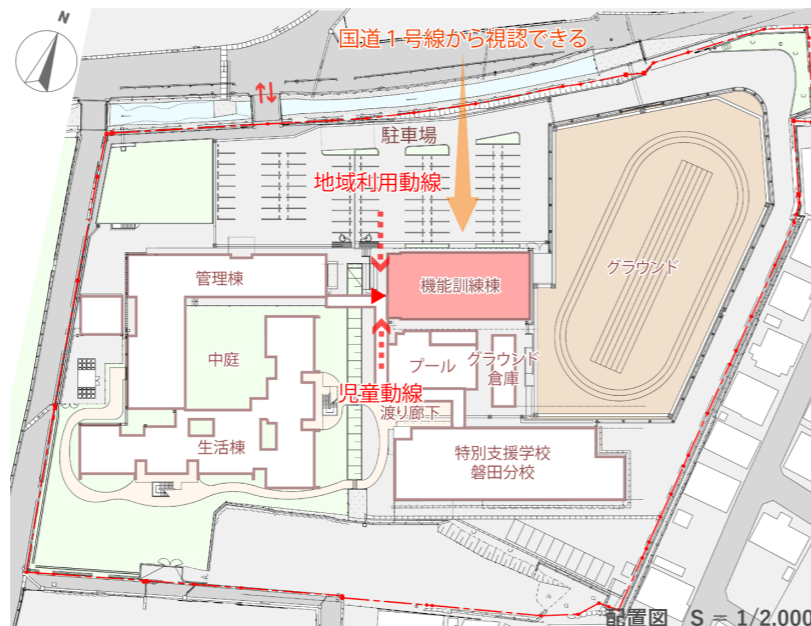 N
国道１号線から視認できる
駐車場
地域利用動線
管理棟
機能訓練棟
グラウンド
中庭
プール
グラウンド
倉庫
児童動線
渡り廊下
生活棟
特別支援学校
磐田分校
配置図 S = 1/2,000